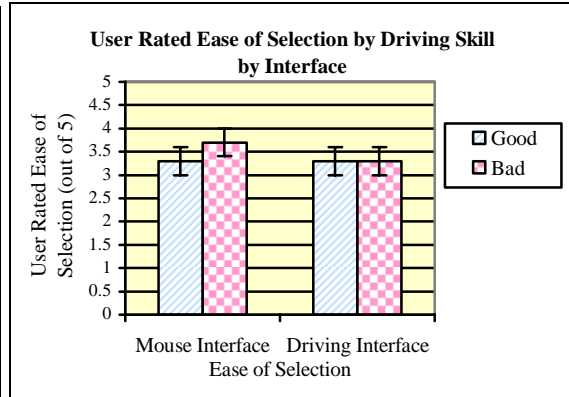 User Rated Ease of Selection by Driving Skill
by Interface
User Rated Ease of
Selection (out of 5)
5
4.5
4
3.5
3
2.5
2
1.5
1
0.5
0
Good
Bad
Mouse Interface Driving Interface
Ease of Selection